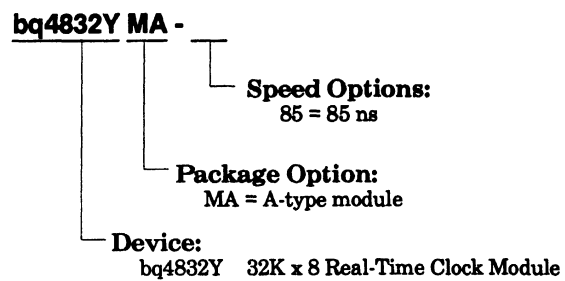 bq4832Y MA -
Speed Options:
85 = 85 ns
Package Option:
MA = A-type module
Device:
bq4832Y 32K x 8 Real-Time Clock Module